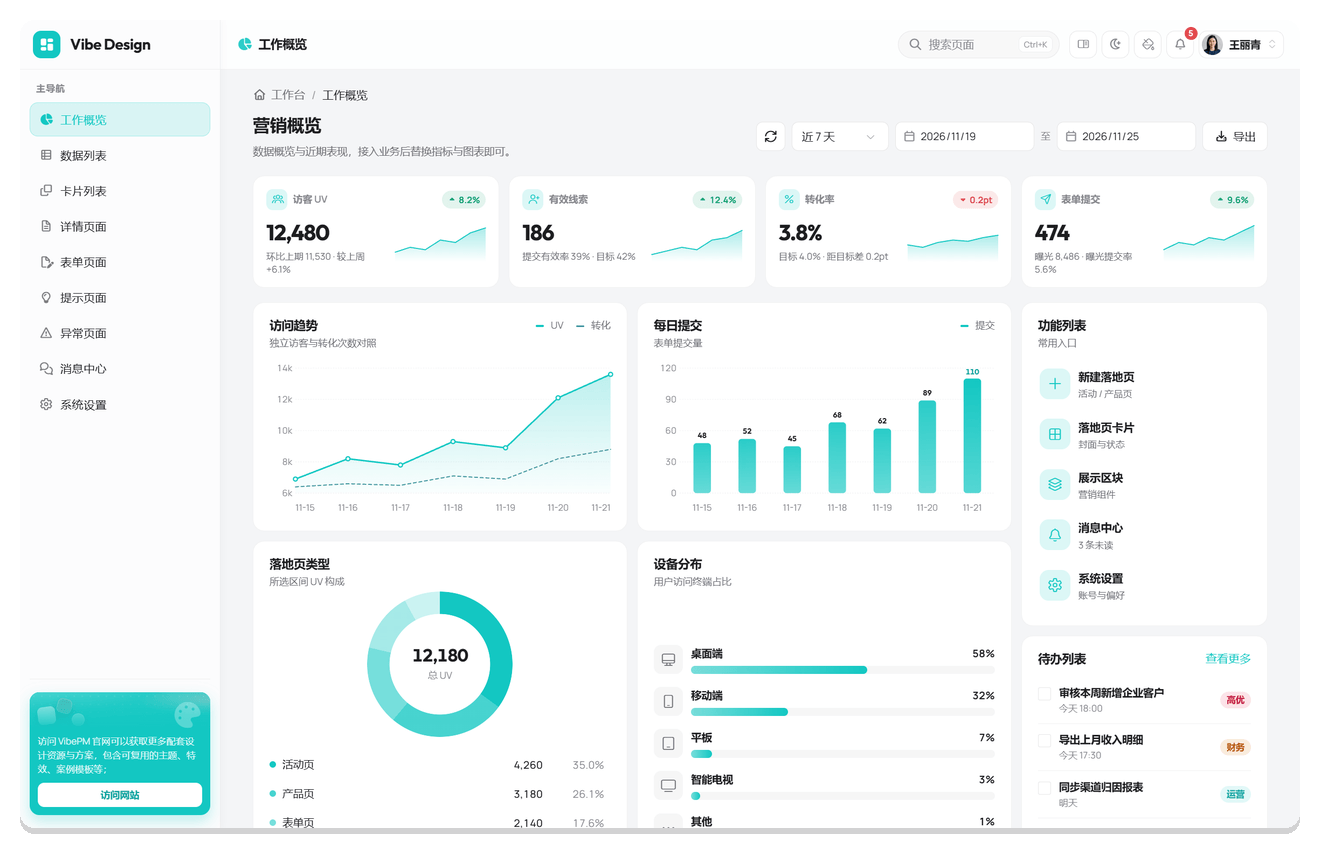 Vibe Design
工作概览
搜索页面
Ctrl+K
5
王丽青
主导航
工作概览
数据列表
卡片列表
详情页面
表单页面
提示页面
异常页面
消息中心
系统设置
访问 VibePM 官网可以获取更多配套设
计资源与方案，包含可复用的主题、特
效、案例模板等；
访问网站
工作台 / 工作概览
营销概览
数据概览与近期表现，接入业务后替换指标与图表即可。
近 7 天
2026/11/19
至
2026/11/25
导出
访客 UV
8.2%
12,480
环比上期 11,530 · 较上周
+6.1%
有效线索
12.4%
186
提交有效率 39% · 目标 42%
转化率
0.2pt
3.8%
目标 4.0% · 距目标差 0.2pt
表单提交
9.6%
474
曝光 8,486 · 曝光提交率
5.6%
访问趋势
UV
转化
独立访客与转化次数对照
14k
12k
10k
8k
6k
11-15
11-16
11-17
11-18
11-19
11-20
11-21
每日提交
提交
表单提交量
120
90
60
30
0
48
52
45
68
62
89
110
11-15
11-16
11-17
11-18
11-19
11-20
11-21
功能列表
常用入口
新建落地页
活动 / 产品页
落地页卡片
封面与状态
展示区块
营销组件
消息中心
3 条未读
系统设置
账号与偏好
落地页类型
所选区间 UV 构成
12,180
总 UV
活动页 4,260 35.0%
产品页 3,180 26.1%
表单页 2,140 17.6%
设备分布
用户访问终端占比
桌面端 58%
移动端 32%
平板 7%
智能电视 3%
其他 1%
待办列表
查看更多
审核本周新增企业客户
今天 18:00
高优
导出上月收入明细
今天 17:30
财务
同步渠道归因报表
明天
运营